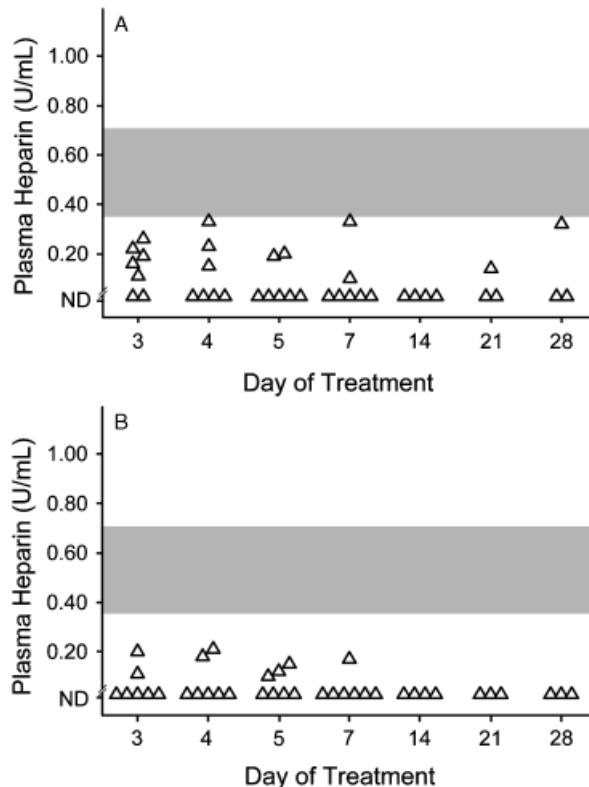 A
Plasma Heparin (U/mL)
1.00
0.80
0.60
0.40
0.20
ND
3 4 5 7 14 21 28
Day of Treatment
B
Plasma Heparin (U/mL)
1.00
0.80
0.60
0.40
0.20
ND
3 4 5 7 14 21 28
Day of Treatment